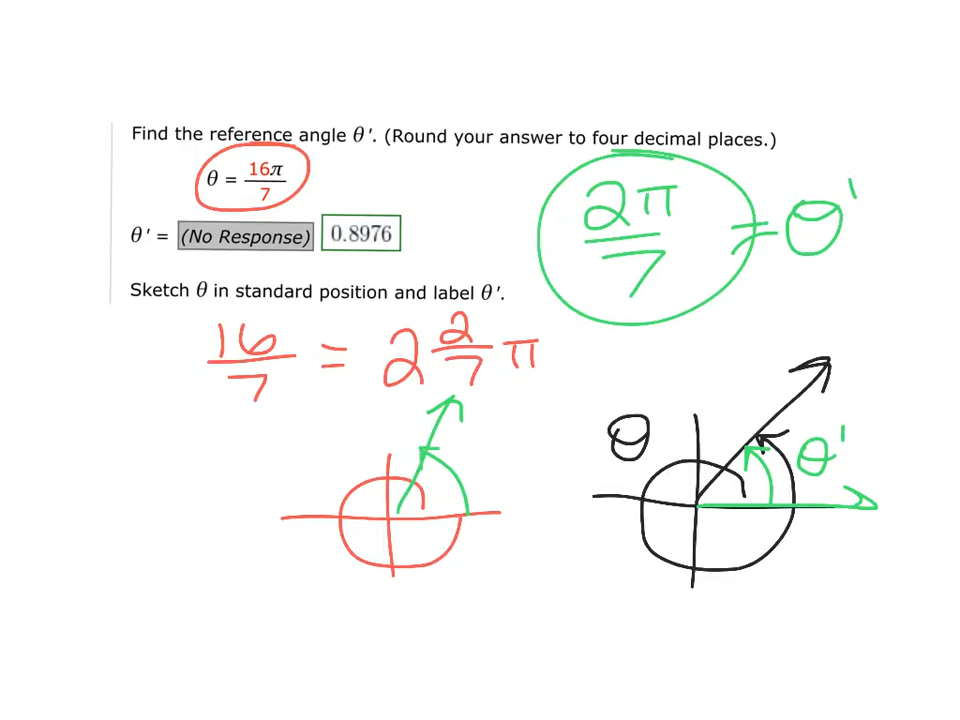 Find the reference angle θ'. (Round your answer to four decimal places.)
θ = 16π/7
θ' = (No Response) 0.8976
2π/7 = θ'
Sketch θ in standard position and label θ'.
16/7 = 2 2/7 π
θ
θ'